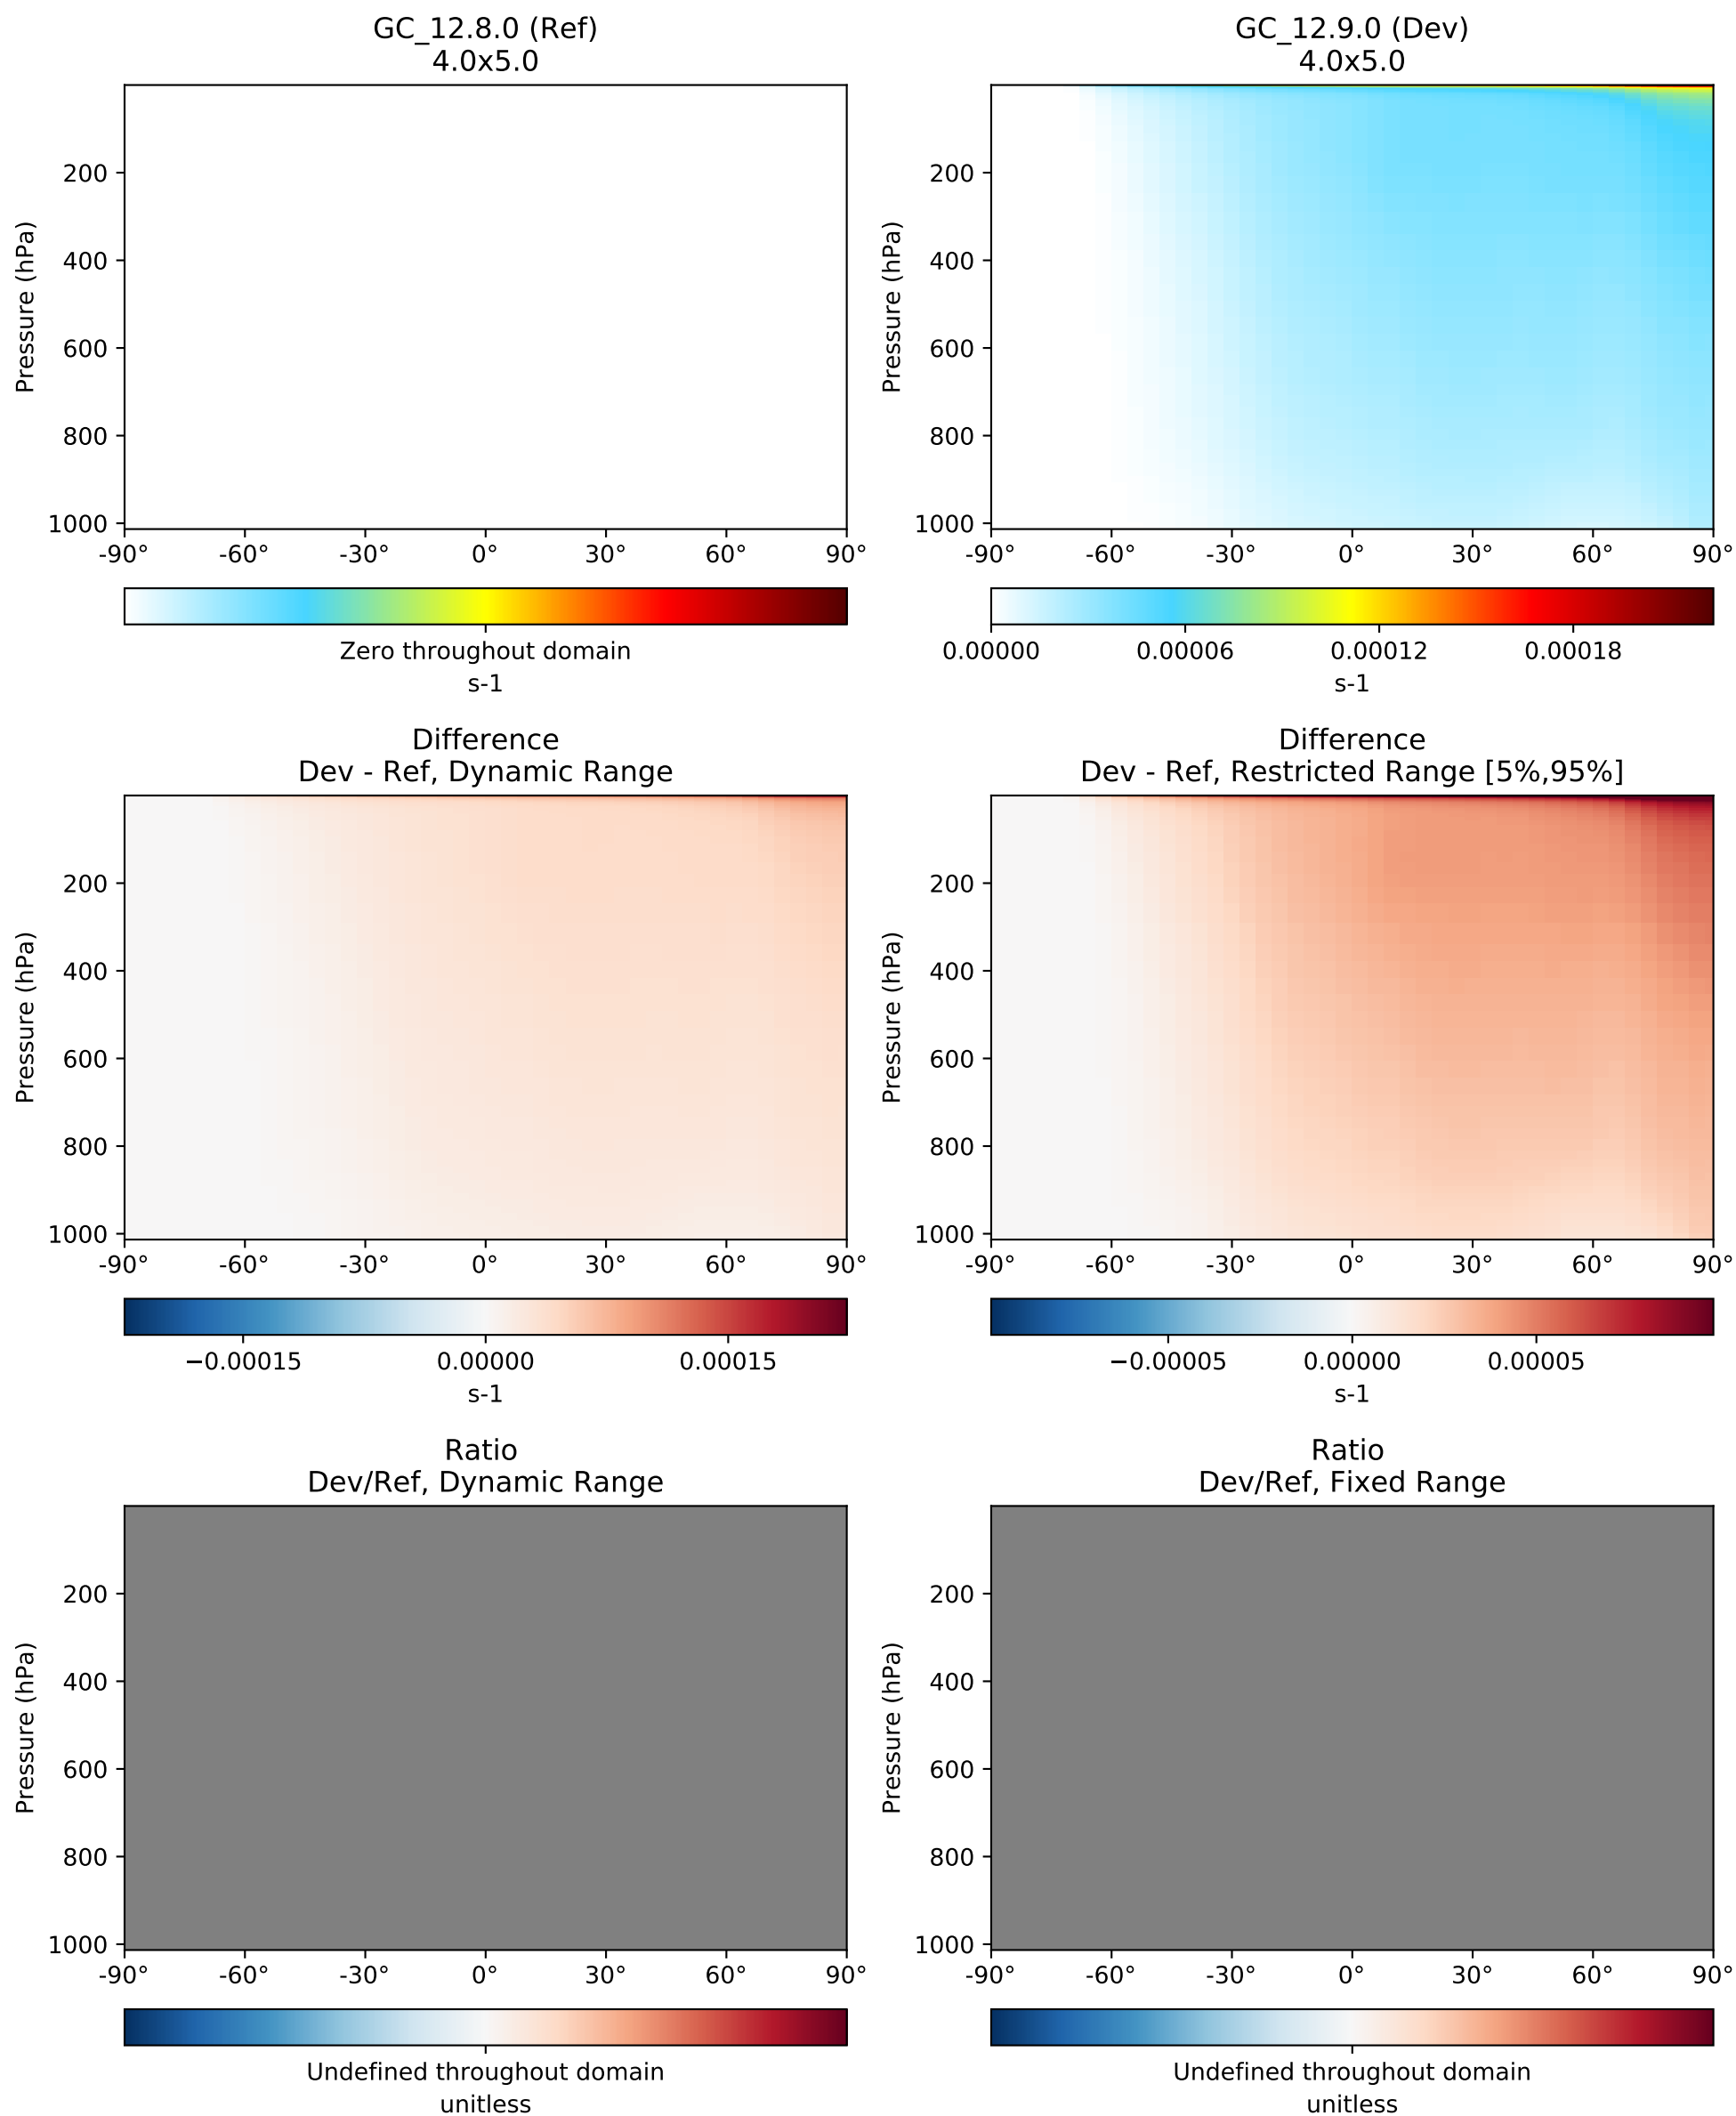 GC_12.8.0 (Ref)
4.0x5.0
Pressure (hPa)
200
400
600
800
1000
-90° -60° -30° 0° 30° 60° 90°
Zero throughout domain
s-1
GC_12.9.0 (Dev)
4.0x5.0
Pressure (hPa)
200
400
600
800
1000
-90° -60° -30° 0° 30° 60° 90°
0.00000 0.00006 0.00012 0.00018
s-1
Difference
Dev - Ref, Dynamic Range
Pressure (hPa)
200
400
600
800
1000
-90° -60° -30° 0° 30° 60° 90°
−0.00015 0.00000 0.00015
s-1
Difference
Dev - Ref, Restricted Range [5%,95%]
Pressure (hPa)
200
400
600
800
1000
-90° -60° -30° 0° 30° 60° 90°
−0.00005 0.00000 0.00005
s-1
Ratio
Dev/Ref, Dynamic Range
Pressure (hPa)
200
400
600
800
1000
-90° -60° -30° 0° 30° 60° 90°
Undefined throughout domain
unitless
Ratio
Dev/Ref, Fixed Range
Pressure (hPa)
200
400
600
800
1000
-90° -60° -30° 0° 30° 60° 90°
Undefined throughout domain
unitless